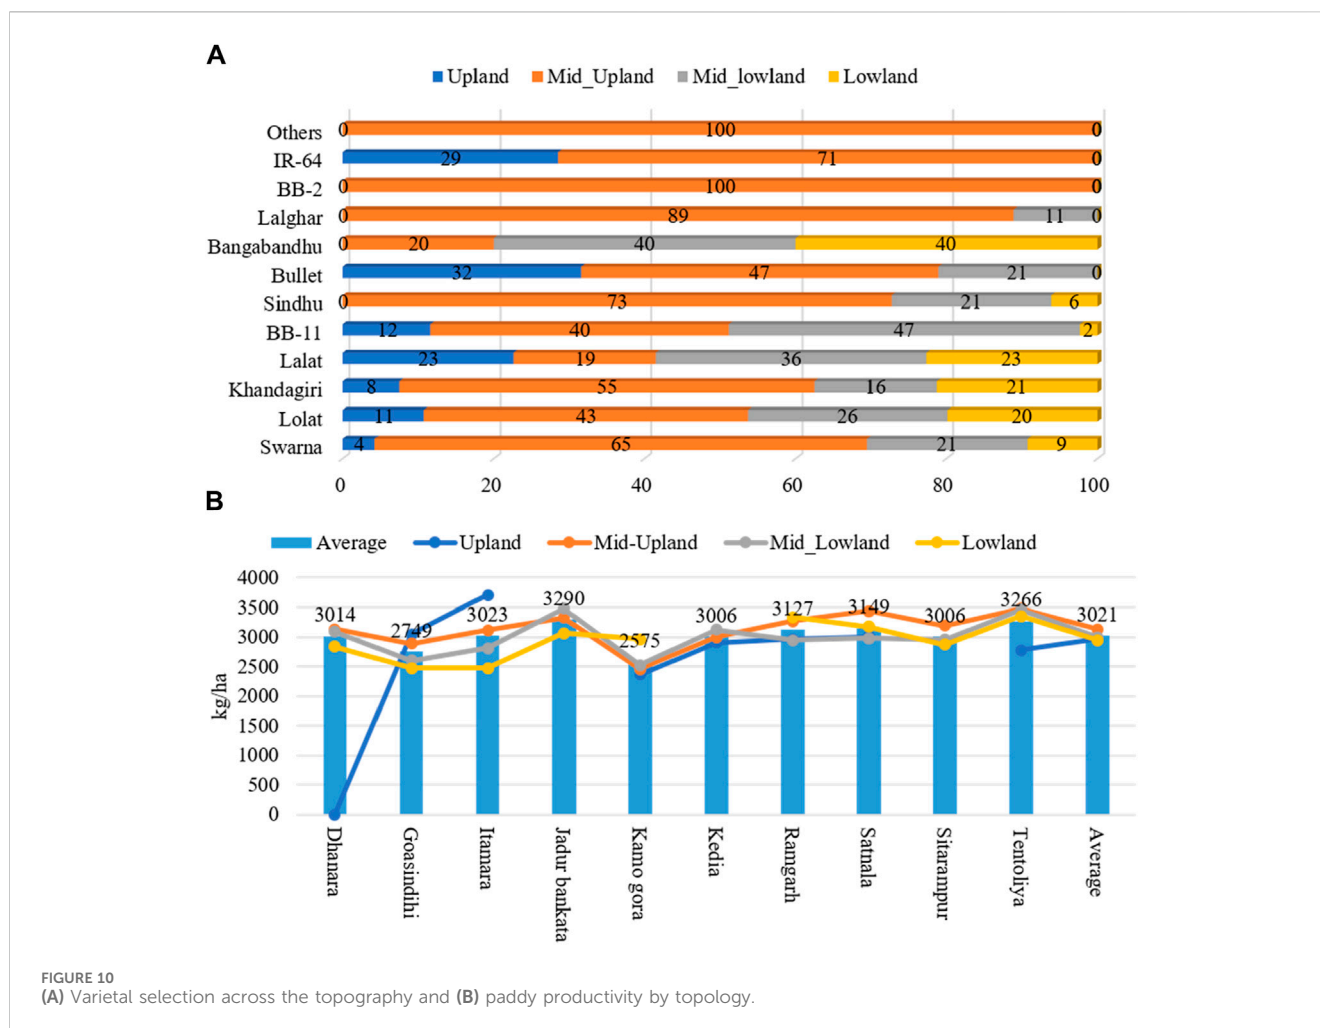 A
Upland Mid_Upland Mid_lowland Lowland
Others 0 100 0
IR-64 29 71 0
BB-2 0 100 0
Lalghar 0 89 11 0
Bangabandhu 0 20 40 40
Bullet 32 47 21 0
Sindhu 0 73 21 6
BB-11 12 40 47 2
Lalat 23 19 36 23
Khandagiri 8 55 16 21
Lolat 11 43 26 20
Swarna 4 65 21 9
0 20 40 60 80 100
B
Average Upland Mid-Upland Mid_Lowland Lowland
kg/ha
4000
3500
3000
2500
2000
1500
1000
500
0
3014 2749 3023 3290 2575 3006 3127 3149 3006 3266 3021
Dhanara Goasindihi Itamara Jadur bankata Kamo gora Kedia Ramgarh Satnala Sitarampur Tentoliya Average
FIGURE 10
(A) Varietal selection across the topography and (B) paddy productivity by topology.